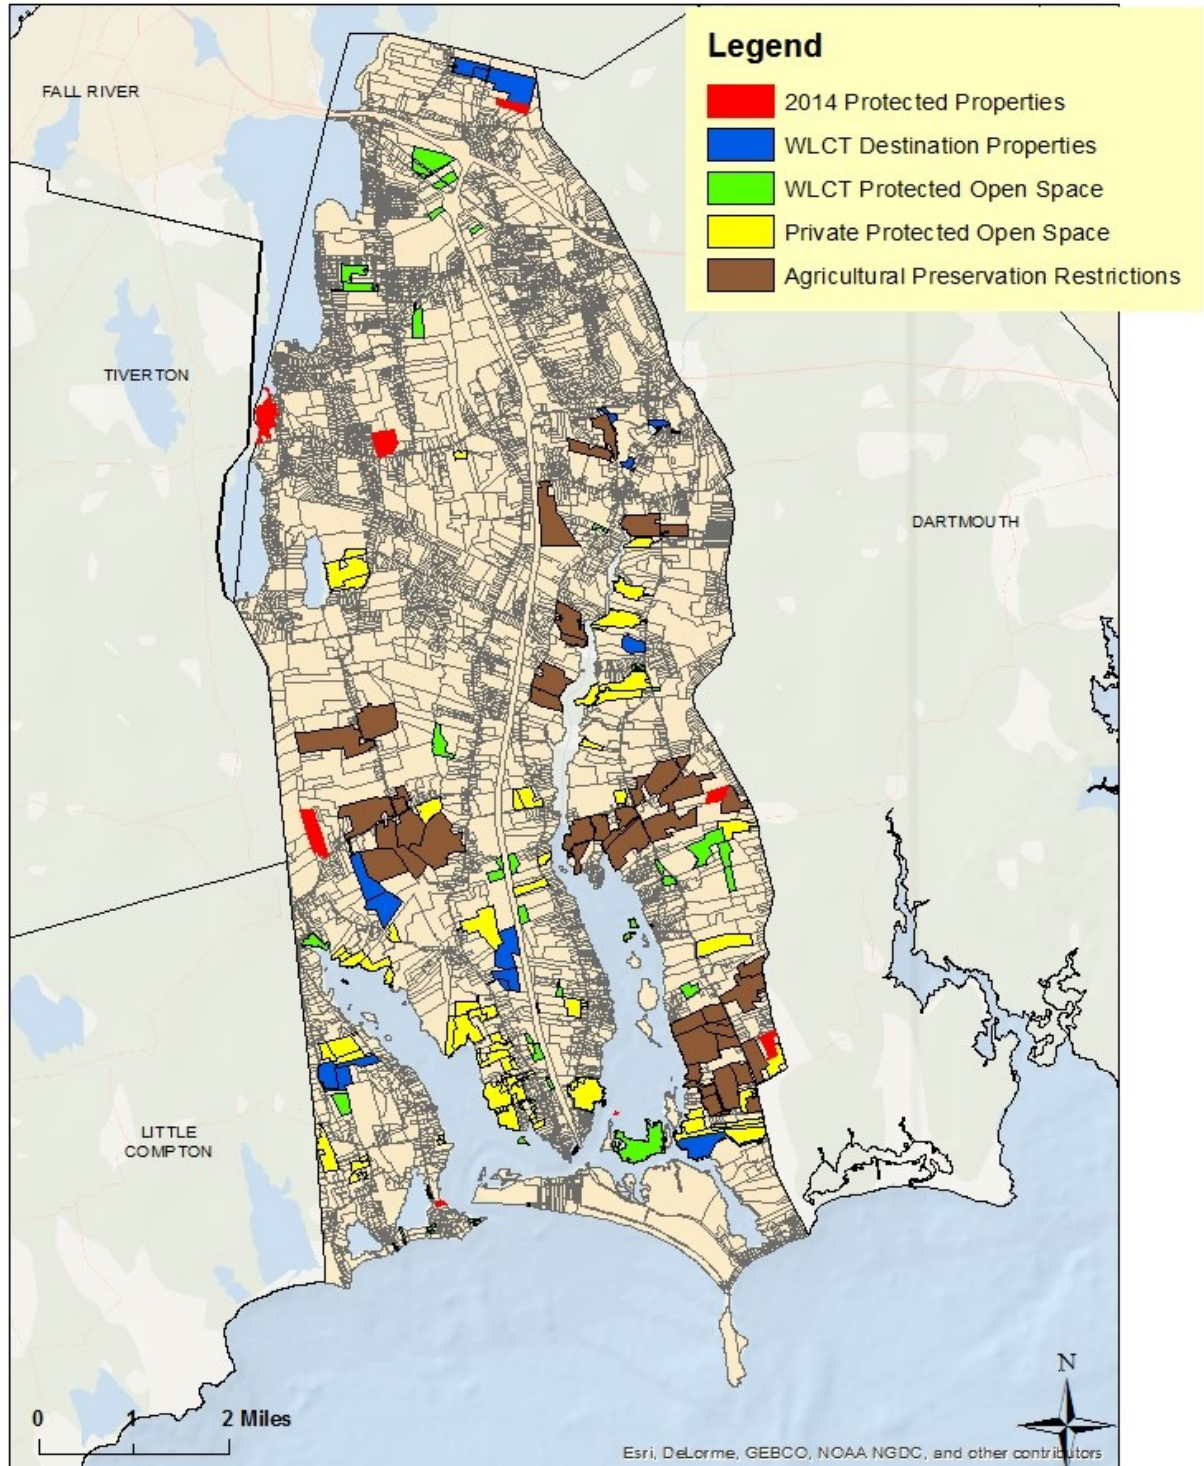 Legend
2014 Protected Properties
WLCT Destination Properties
WLCT Protected Open Space
Private Protected Open Space
Agricultural Preservation Restrictions
FALL RIVER
TIVERTON
DARTMOUTH
LITTLE
COMPTON
N
0 1 2 Miles
Esri, DeLorme, GEBCO, NOAA NGDC, and other contributors